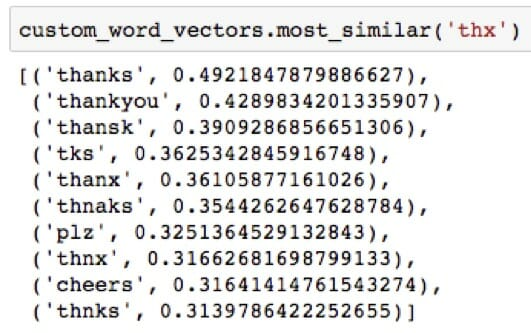 custom_word_vectors.most_similar('thx')
[('thanks', 0.4921847879886627),
('thankyou', 0.4289834201335907),
('thansk', 0.3909286856651306),
('tks', 0.3625342845916748),
('thanx', 0.36105877161026),
('thnaks', 0.3544262647628784),
('plz', 0.3251364529132843),
('thnx', 0.31662681698799133),
('cheers', 0.31641414761543274),
('thnks', 0.3139786422252655)]